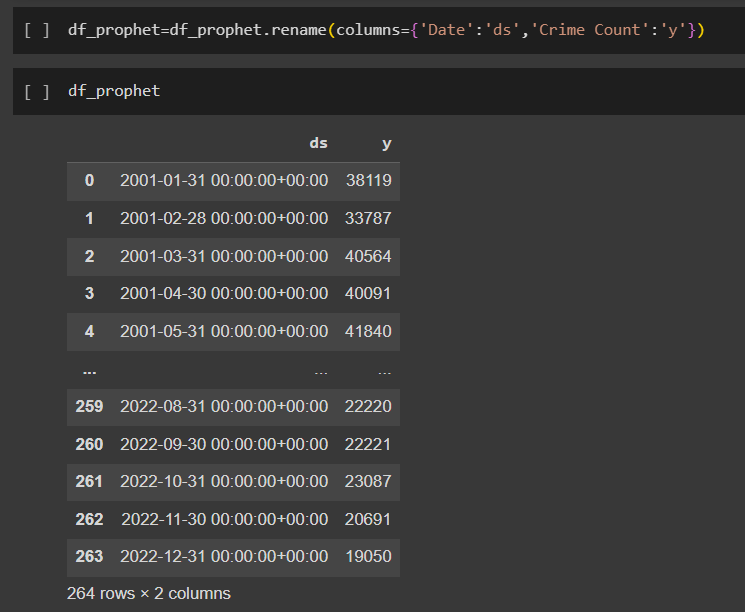 [ ] df_prophet=df_prophet.rename(columns={'Date':'ds','Crime Count':'y'})
[ ] df_prophet
ds y
0 2001-01-31 00:00:00+00:00 38119
1 2001-02-28 00:00:00+00:00 33787
2 2001-03-31 00:00:00+00:00 40564
3 2001-04-30 00:00:00+00:00 40091
4 2001-05-31 00:00:00+00:00 41840
... ... ...
259 2022-08-31 00:00:00+00:00 22220
260 2022-09-30 00:00:00+00:00 22221
261 2022-10-31 00:00:00+00:00 23087
262 2022-11-30 00:00:00+00:00 20691
263 2022-12-31 00:00:00+00:00 19050
264 rows × 2 columns